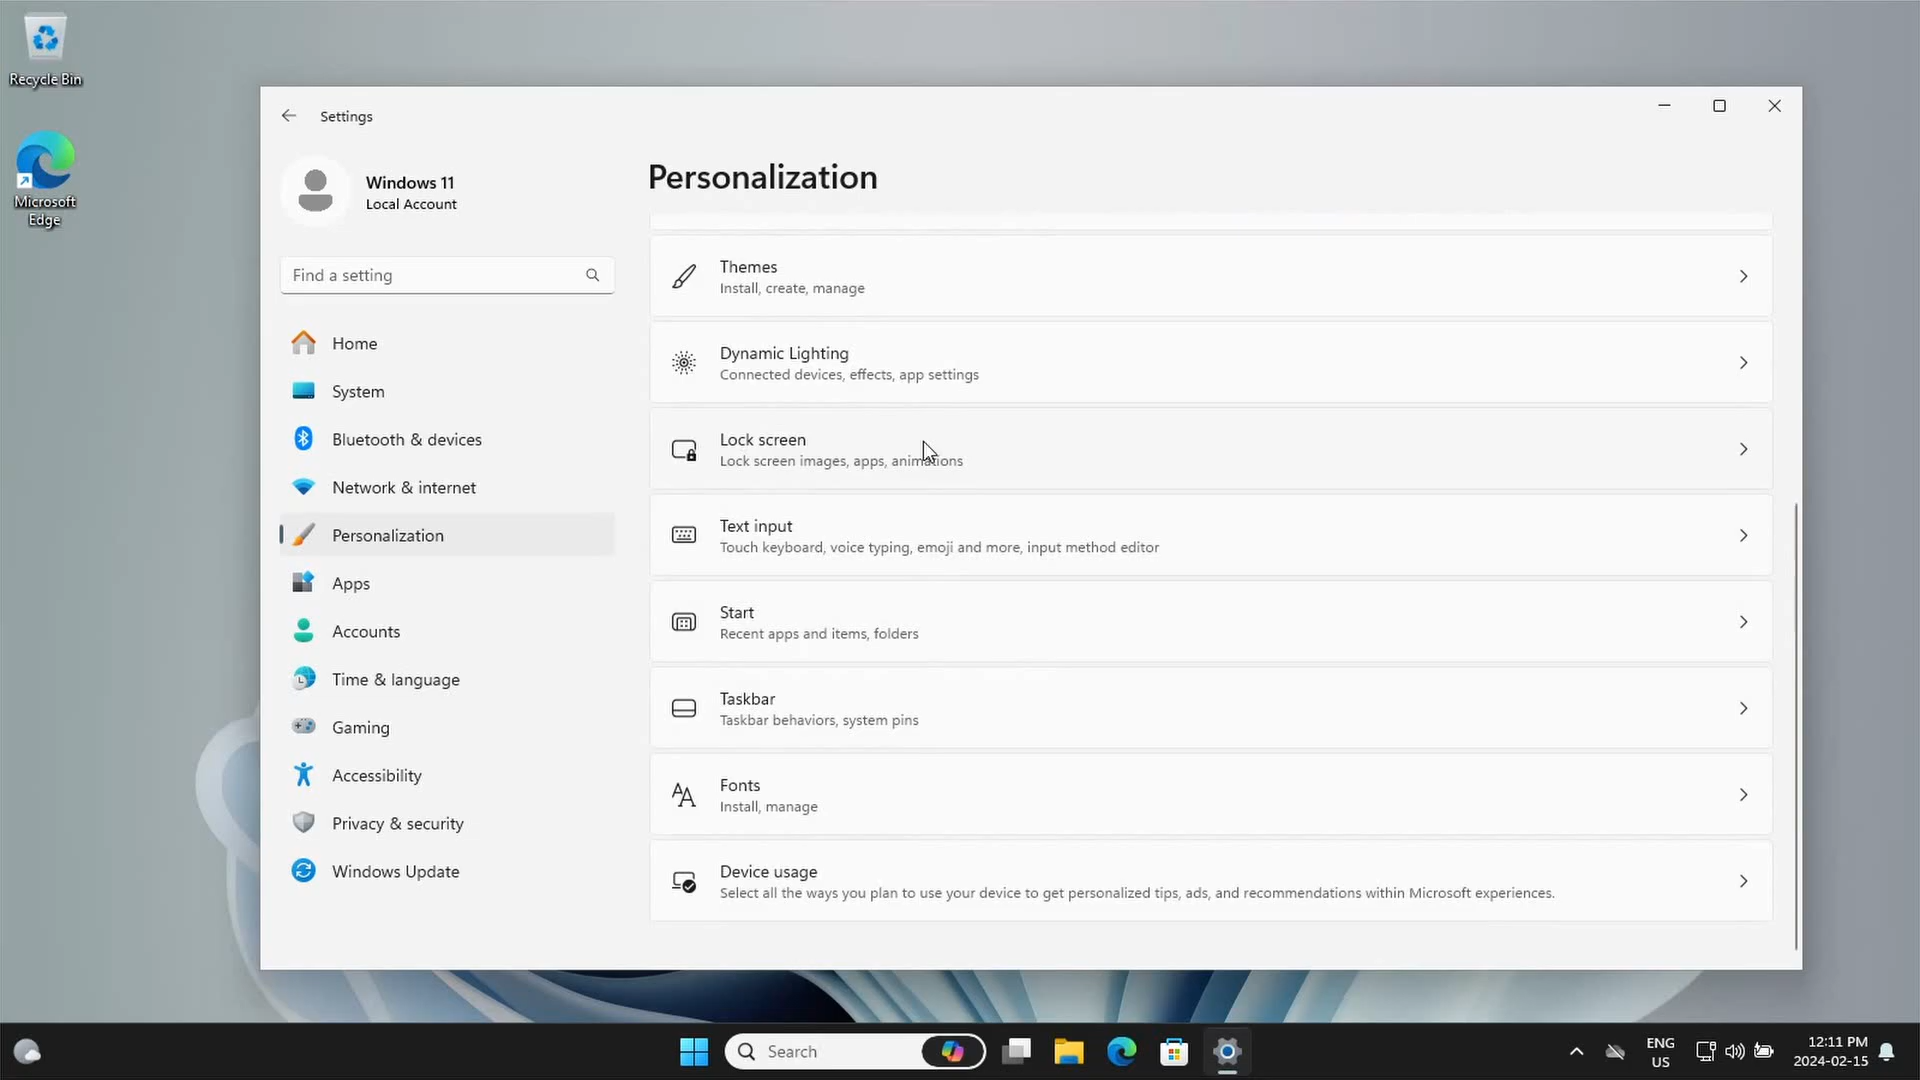 Recycle Bin
Microsoft
Edge
Settings
Windows 11
Local Account
Find a setting
Home
System
Bluetooth & devices
Network & internet
Personalization
Apps
Accounts
Time & language
Gaming
Accessibility
Privacy & security
Windows Update
Personalization
Themes
Install, create, manage
Dynamic Lighting
Connected devices, effects, app settings
Lock screen
Lock screen images, apps, animations
Text input
Touch keyboard, voice typing, emoji and more, input method editor
Start
Recent apps and items, folders
Taskbar
Taskbar behaviors, system pins
Fonts
Install, manage
Device usage
Select all the ways you plan to use your device to get personalized tips, ads, and recommendations within Microsoft experiences.
Search
ENG
US
12:11 PM
2024-02-15